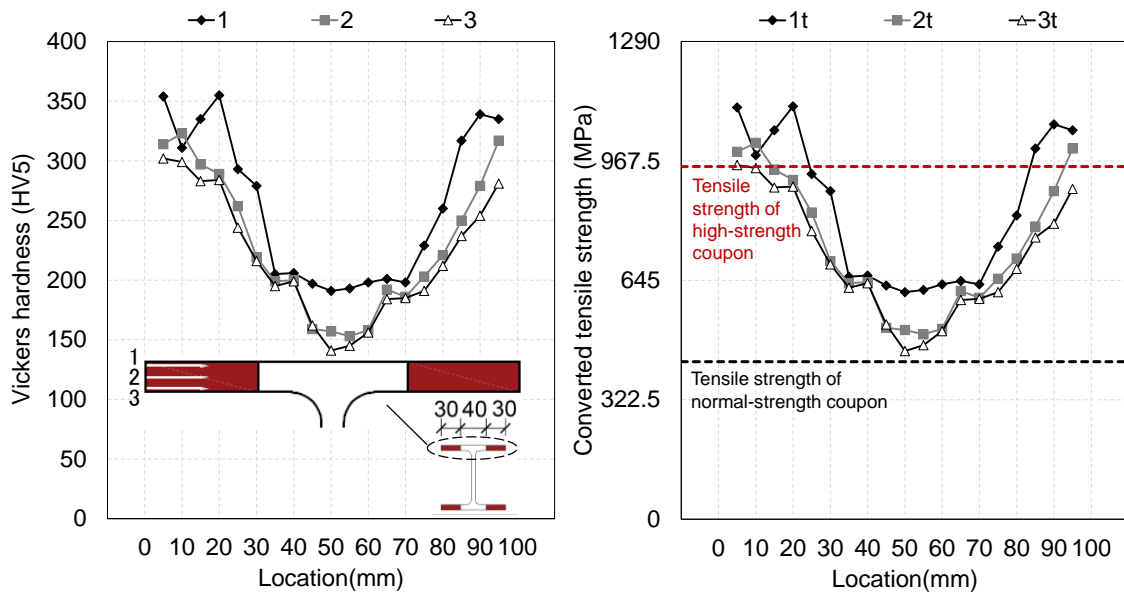 1 2 3
Vickers hardness (HV5)
400
350
300
250
200
150
100
50
0
1
2
3
30 40 30
0 10 20 30 40 50 60 70 80 90 100
Location(mm)
1t 2t 3t
Converted tensile strength (MPa)
1290
967.5
645
322.5
0
Tensile
strength of
high-strength
coupon
Tensile strength of
normal-strength coupon
0 10 20 30 40 50 60 70 80 90 100
Location(mm)